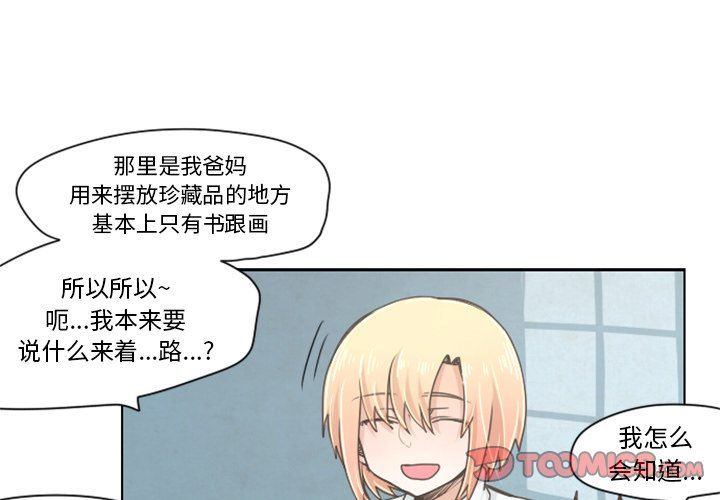 那里是我爸妈
用来摆放珍藏品的地方
基本上只有书跟画
所以所以~
呃...我本来要
说什么来着...路...?
我怎么
会知道...
TOOMICS.com